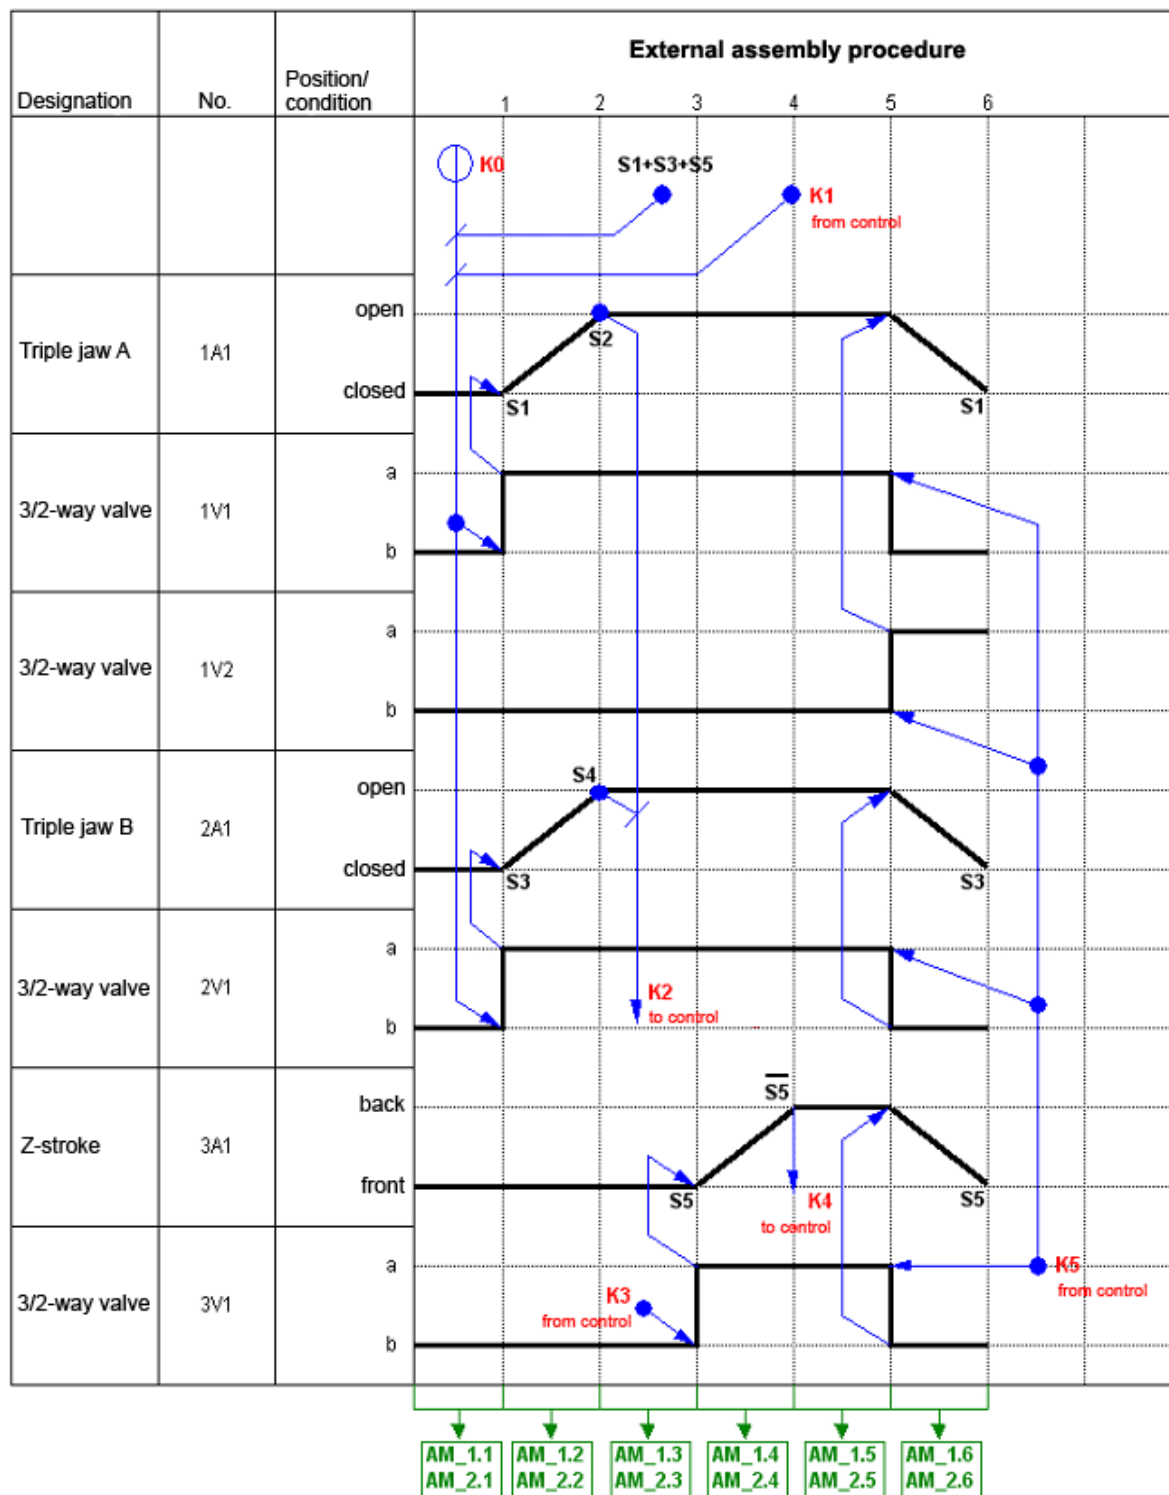 External assembly procedure
Designation No. Position/
condition
1 2 3 4 5 6
K0 S1+S3+S5 K1
from control
open
S2
Triple jaw A 1A1
closed
S1 S1
a
3/2-way valve 1V1
b
a
3/2-way valve 1V2
b
S4
open
Triple jaw B 2A1
closed
S3 S3
a
3/2-way valve 2V1
K2
to control
b
S5
back
Z-stroke 3A1
front
S5 K4 S5
to control
a
K5
from control
3/2-way valve 3V1
K3
from control
b
AM_1.1 AM_1.2 AM_1.3 AM_1.4 AM_1.5 AM_1.6
AM_2.1 AM_2.2 AM_2.3 AM_2.4 AM_2.5 AM_2.6